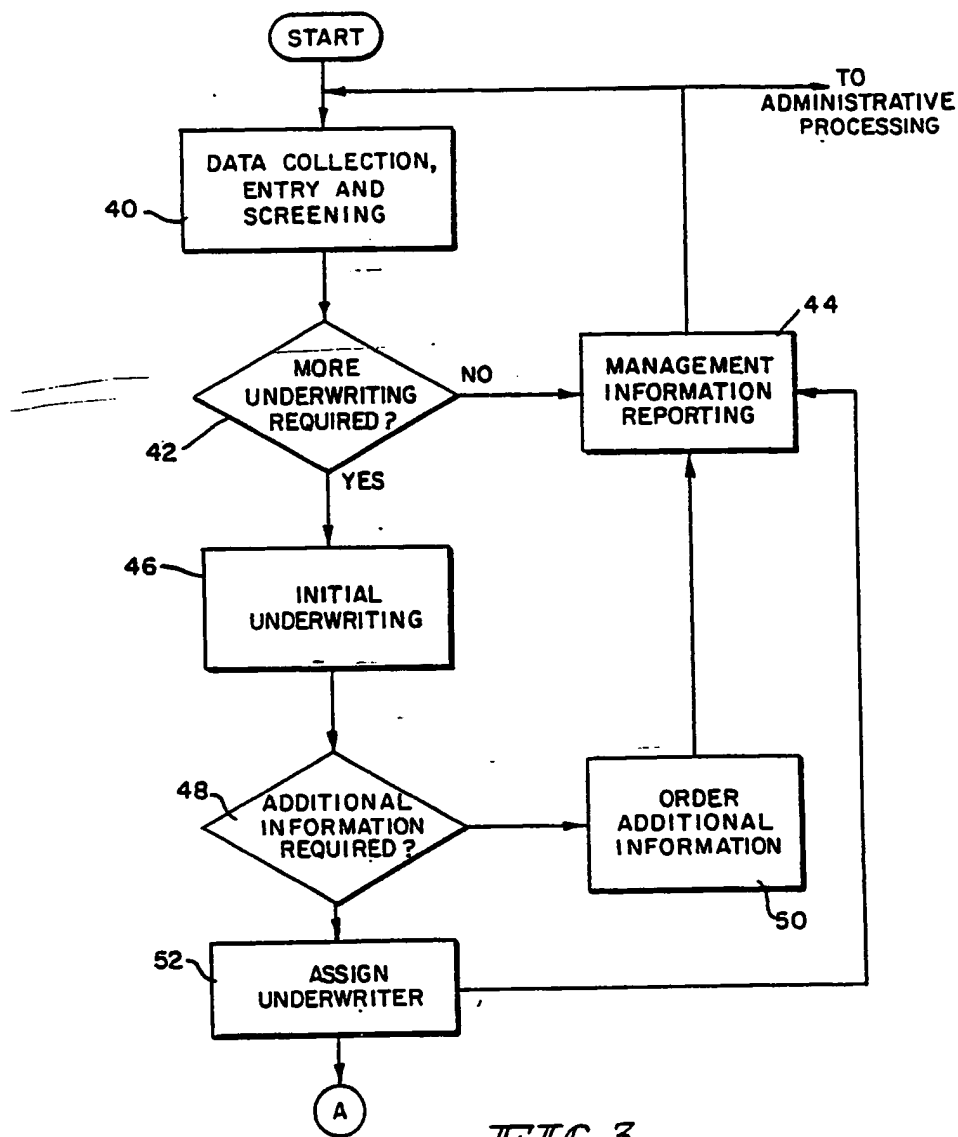 START
TO
ADMINISTRATIVE
PROCESSING
DATA COLLECTION,
ENTRY AND
SCREENING
40
44
MORE
UNDERWRITING
REQUIRED?
42
NO
YES
MANAGEMENT
INFORMATION
REPORTING
46
INITIAL
UNDERWRITING
48
ADDITIONAL
INFORMATION
REQUIRED?
ORDER
ADDITIONAL
INFORMATION
50
52
ASSIGN
UNDERWRITER
A